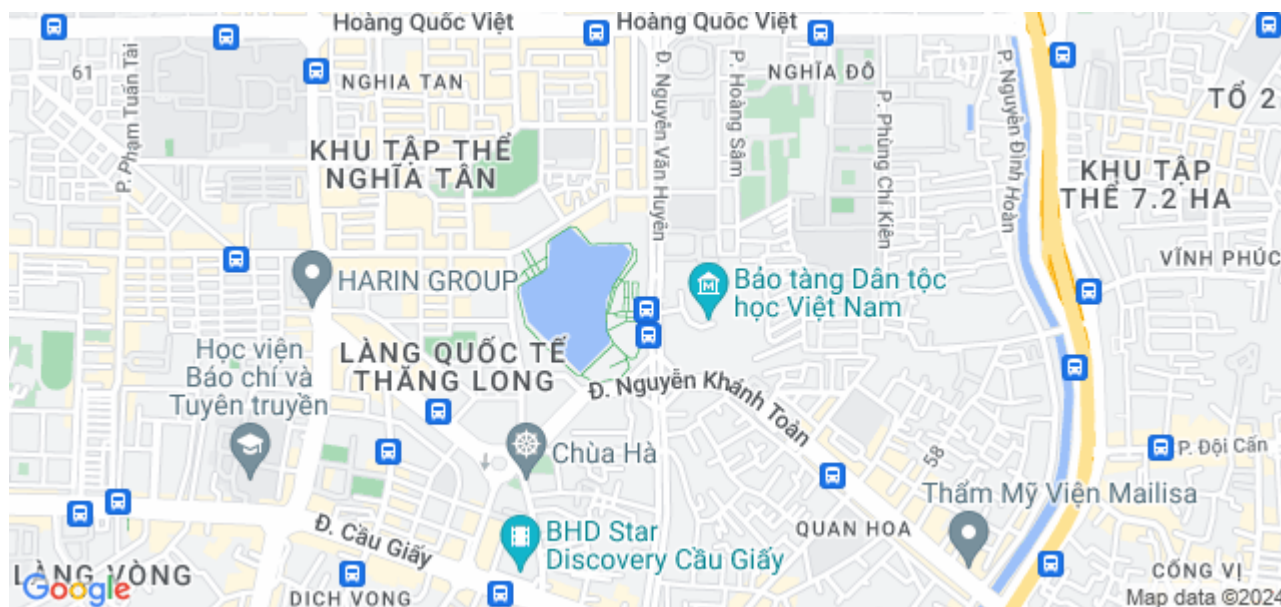 Hoàng Quốc Việt
Hoàng Quốc Việt
61
P. Phạm Tuấn Tài
NGHIA TAN
Đ. Nguyễn Văn Huyên
P. Hoàng Sâm
NGHĨA ĐÔ
P. Phùng Chí Kiên
P. Nguyễn Đình Hoàn
TỔ 2
KHU TẬP THỂ
NGHĨA TÂN
KHU TẬP
THỂ 7.2 HA
VĨNH PHÚC
HARIN GROUP
Bảo tàng Dân tộc
học Việt Nam
Học viện
Báo chí và
Tuyên truyền
LÀNG QUỐC TẾ
THĂNG LONG
Đ. Nguyễn Khánh Toàn
Chùa Hà
58
P. Đội Cấn
Thẩm Mỹ Viện Mailisa
Đ. Cầu Giấy
BHD Star
Discovery Cầu Giấy
QUAN HOA
LÀNG VÒNG
Google
DICH VONG
CỐNG VỊ
Map data ©2024